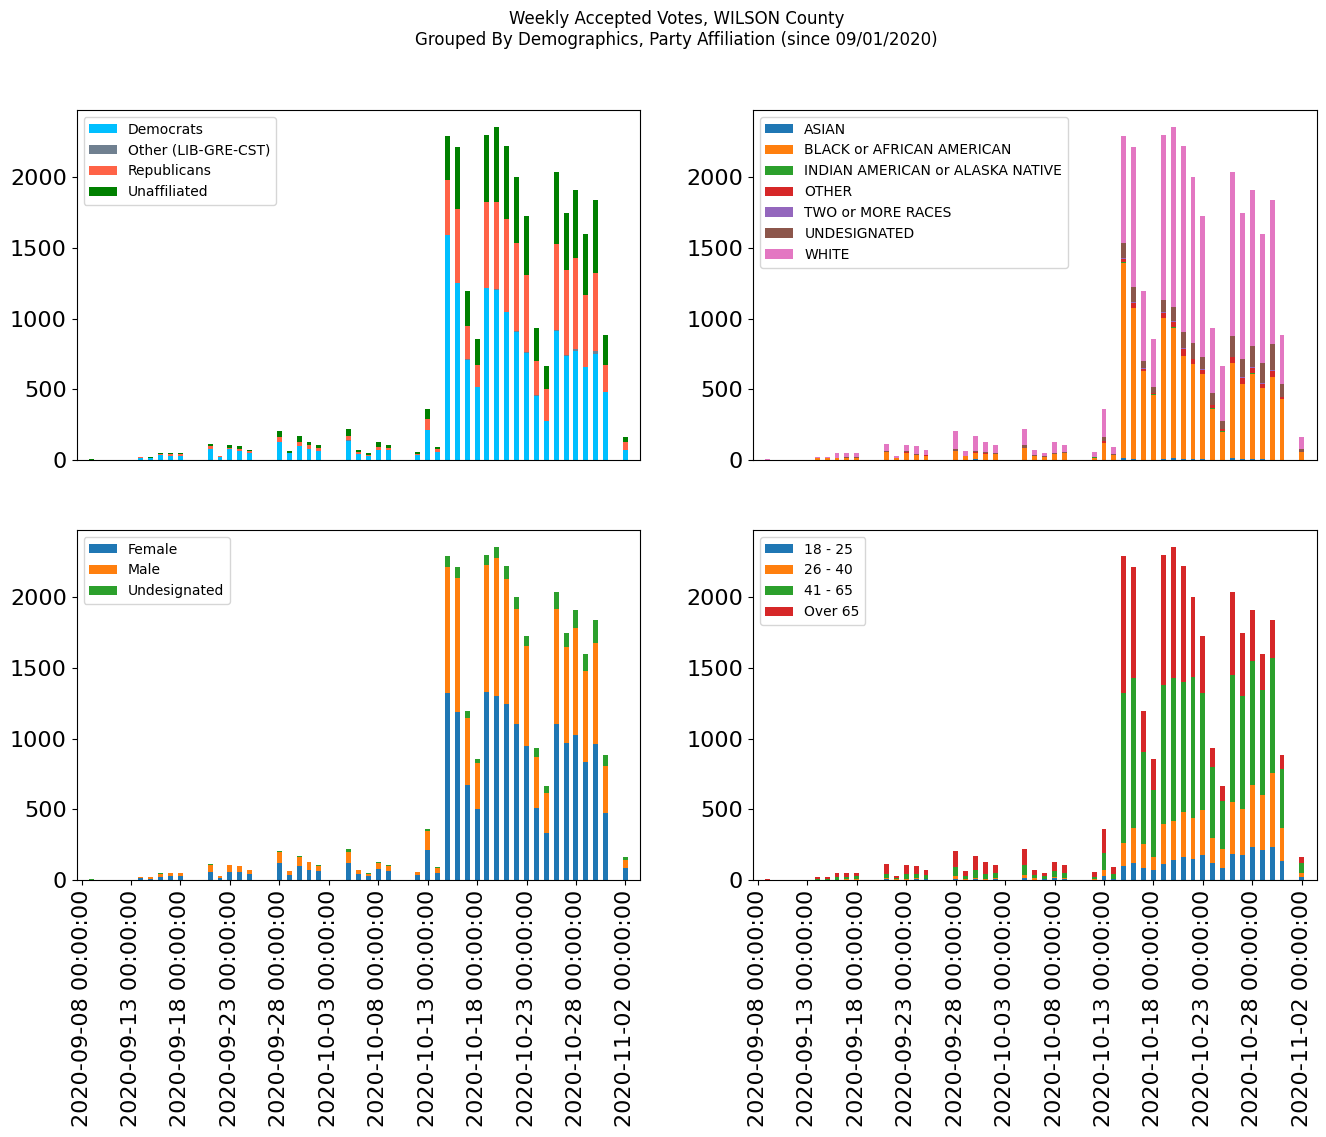 Weekly Accepted Votes, WILSON County
Grouped By Demographics, Party Affiliation (since 09/01/2020)
Democrats
Other (LIB-GRE-CST)
Republicans
Unaffiliated
2000
1500
1000
500
0
ASIAN
BLACK or AFRICAN AMERICAN
INDIAN AMERICAN or ALASKA NATIVE
OTHER
TWO or MORE RACES
UNDESIGNATED
WHITE
2000
1500
1000
500
0
Female
Male
Undesignated
2000
1500
1000
500
0
2020-09-08 00:00:00
2020-09-13 00:00:00
2020-09-18 00:00:00
2020-09-23 00:00:00
2020-09-28 00:00:00
2020-10-03 00:00:00
2020-10-08 00:00:00
2020-10-13 00:00:00
2020-10-18 00:00:00
2020-10-23 00:00:00
2020-10-28 00:00:00
2020-11-02 00:00:00
18 - 25
26 - 40
41 - 65
Over 65
2000
1500
1000
500
0
2020-09-08 00:00:00
2020-09-13 00:00:00
2020-09-18 00:00:00
2020-09-23 00:00:00
2020-09-28 00:00:00
2020-10-03 00:00:00
2020-10-08 00:00:00
2020-10-13 00:00:00
2020-10-18 00:00:00
2020-10-23 00:00:00
2020-10-28 00:00:00
2020-11-02 00:00:00